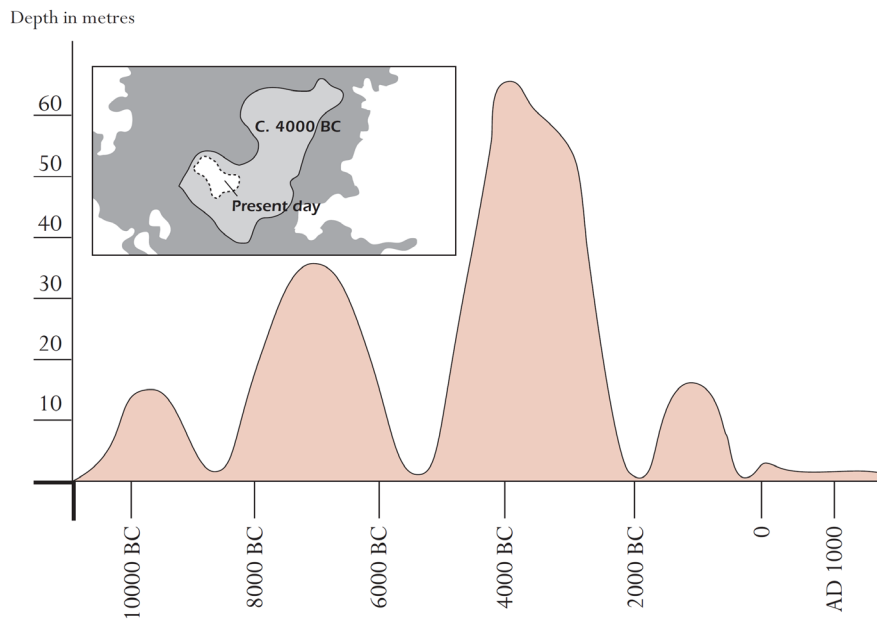 Depth in metres
C. 4000 BC
Present day
60
50
40
30
20
10
10000 BC
8000 BC
6000 BC
4000 BC
2000 BC
0
AD 1000